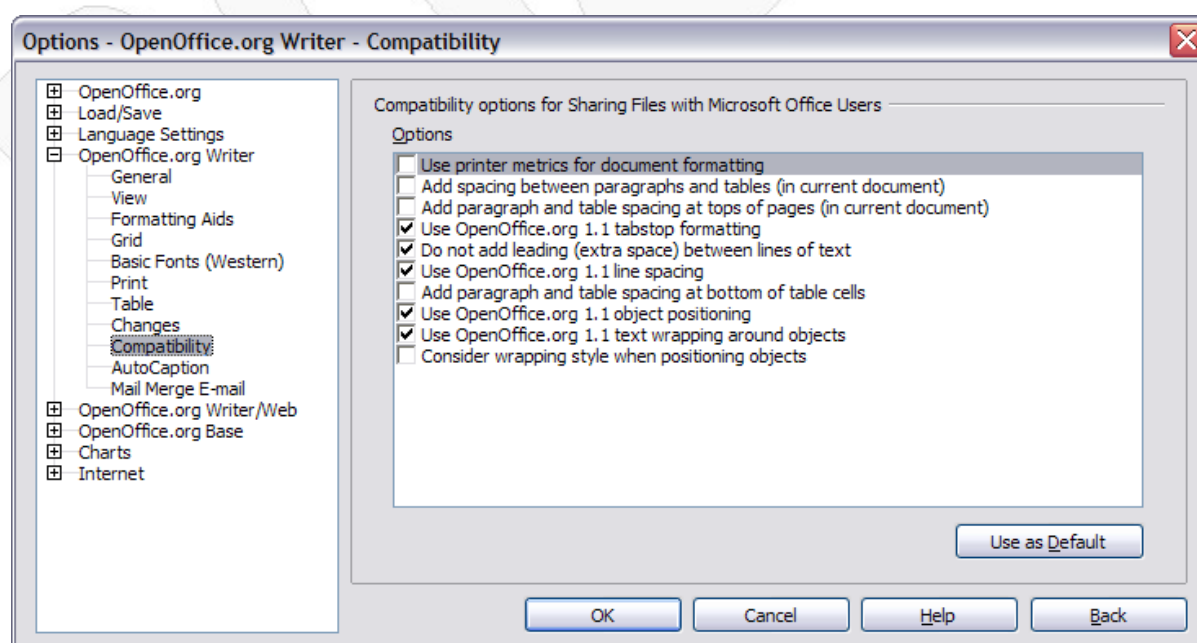 Options - OpenOffice.org Writer - Compatibility
OpenOffice.org
Load/Save
Language Settings
OpenOffice.org Writer
General
View
Formatting Aids
Grid
Basic Fonts (Western)
Print
Table
Changes
Compatibility
AutoCaption
Mail Merge E-mail
OpenOffice.org Writer/Web
OpenOffice.org Base
Charts
Internet
Compatibility options for Sharing Files with Microsoft Office Users
Options
Use printer metrics for document formatting
Add spacing between paragraphs and tables (in current document)
Add paragraph and table spacing at tops of pages (in current document)
Use OpenOffice.org 1.1 tabstop formatting
Do not add leading (extra space) between lines of text
Use OpenOffice.org 1.1 line spacing
Add paragraph and table spacing at bottom of table cells
Use OpenOffice.org 1.1 object positioning
Use OpenOffice.org 1.1 text wrapping around objects
Consider wrapping style when positioning objects
Use as Default
OK Cancel Help Back